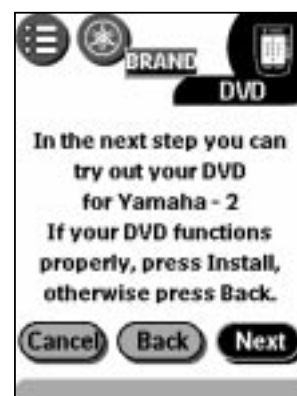 BRAND
DVD
In the next step you can
try out your DVD
for Yamaha - 2
If your DVD functions
properly, press Install,
otherwise press Back.
Cancel Back Next